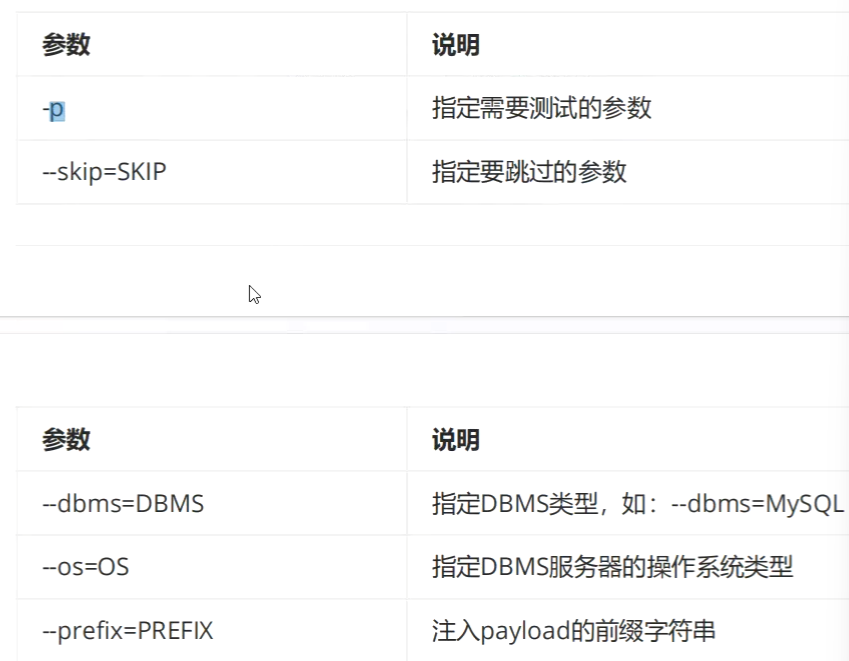 参数 说明
-p 指定需要测试的参数
--skip=SKIP 指定要跳过的参数
参数 说明
--dbms=DBMS 指定DBMS类型，如：--dbms=MySQL
--os=OS 指定DBMS服务器的操作系统类型
--prefix=PREFIX 注入payload的前缀字符串